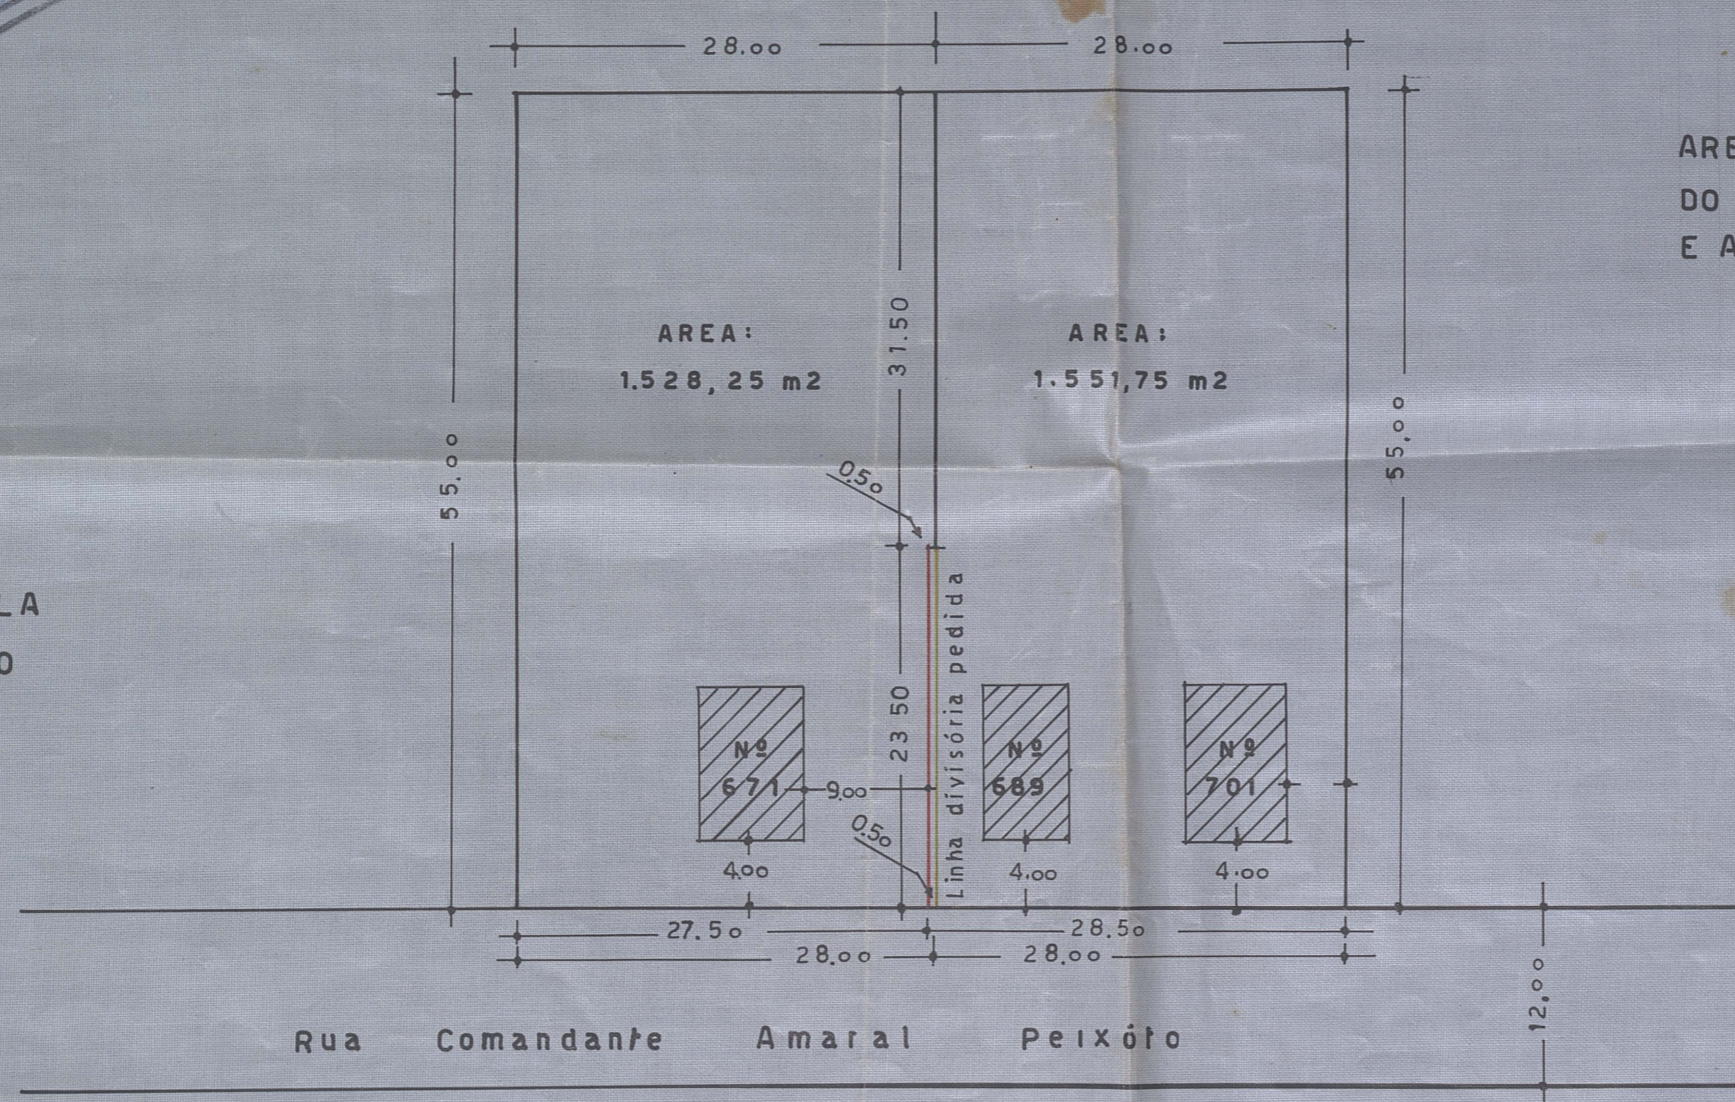 28.00 28.00
ARE
DO
E A
AREA:
1.528,25 m2
AREA:
1.551,75 m2
31.50
55.00
55,00
0.50
LA
O
Linha divisória pedida
23 50
Nº
671
9.00
Nº
689
Nº
701
0.50
4.00
4.00
4.00
27.50 28.50
28.00 28.00
12,00
Rua Comandante Amaral Peixóto